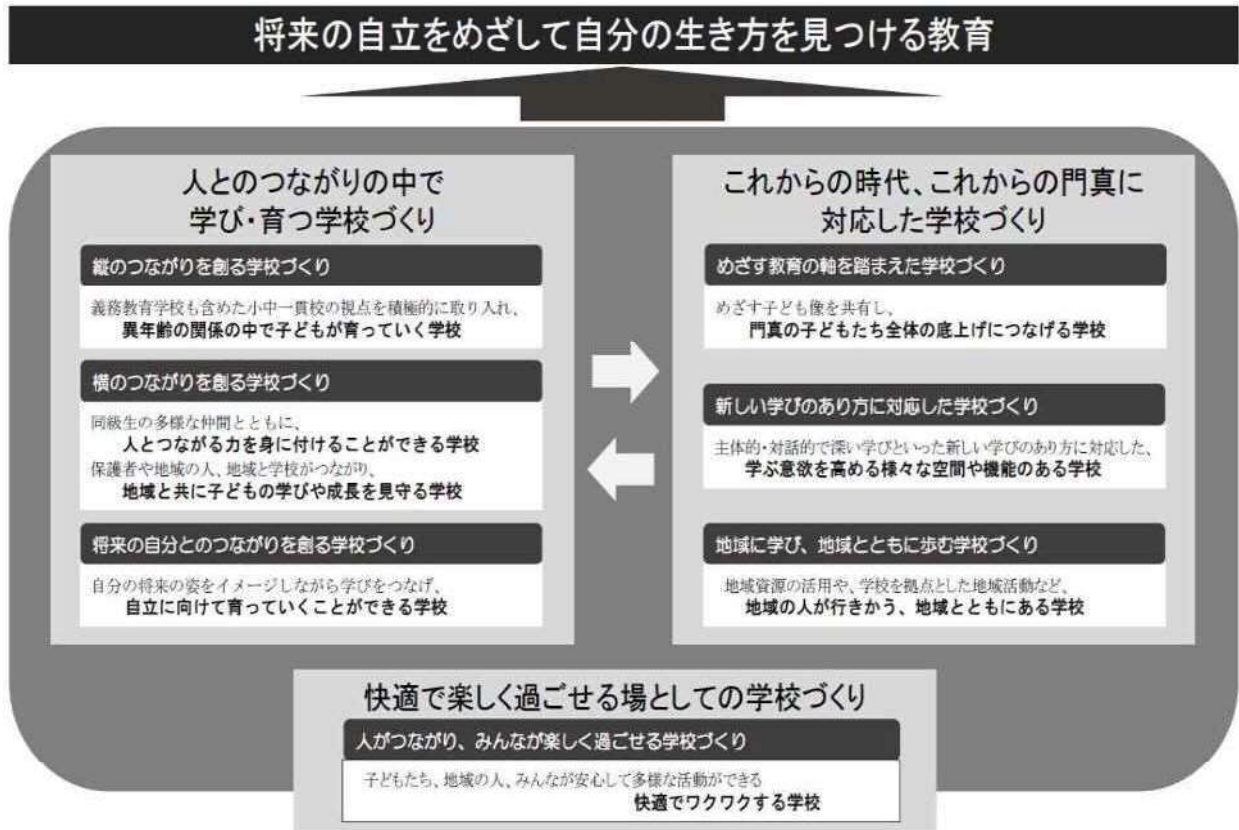 将来の自立をめざして自分の生き方を見つける教育
人とのつながりの中で
学び・育つ学校づくり
縦のつながりを創る学校づくり
義務教育学校も含めた小中一貫校の視点を積極的に取り入れ、
異年齢の関係の中で子どもが育っていく学校
横のつながりを創る学校づくり
同級生の多様な仲間とともに、
人とつながる力を身に付けることができる学校
保護者や地域の人、地域と学校がつながり、
地域と共に子どもの学びや成長を見守る学校
将来の自分とのつながりを創る学校づくり
自分の将来の姿をイメージしながら学びをつなげ、
自立に向けて育っていくことができる学校
これからの時代、これからの門真に
対応した学校づくり
めざす教育の軸を踏まえた学校づくり
めざす子ども像を共有し、
門真の子どもたち全体の底上げにつなげる学校
新しい学びのあり方に対応した学校づくり
主体的・対話的で深い学びといった新しい学びのあり方に対応した、
学ぶ意欲を高める様々な空間や機能のある学校
地域に学び、地域とともに歩む学校づくり
地域資源の活用や、学校を拠点とした地域活動など、
地域の人が行きかう、地域とともにある学校
快適で楽しく過ごせる場としての学校づくり
人がつながり、みんなが楽しく過ごせる学校づくり
子どもたち、地域の人、みんなが安心して多様な活動ができる
快適でワクワクする学校